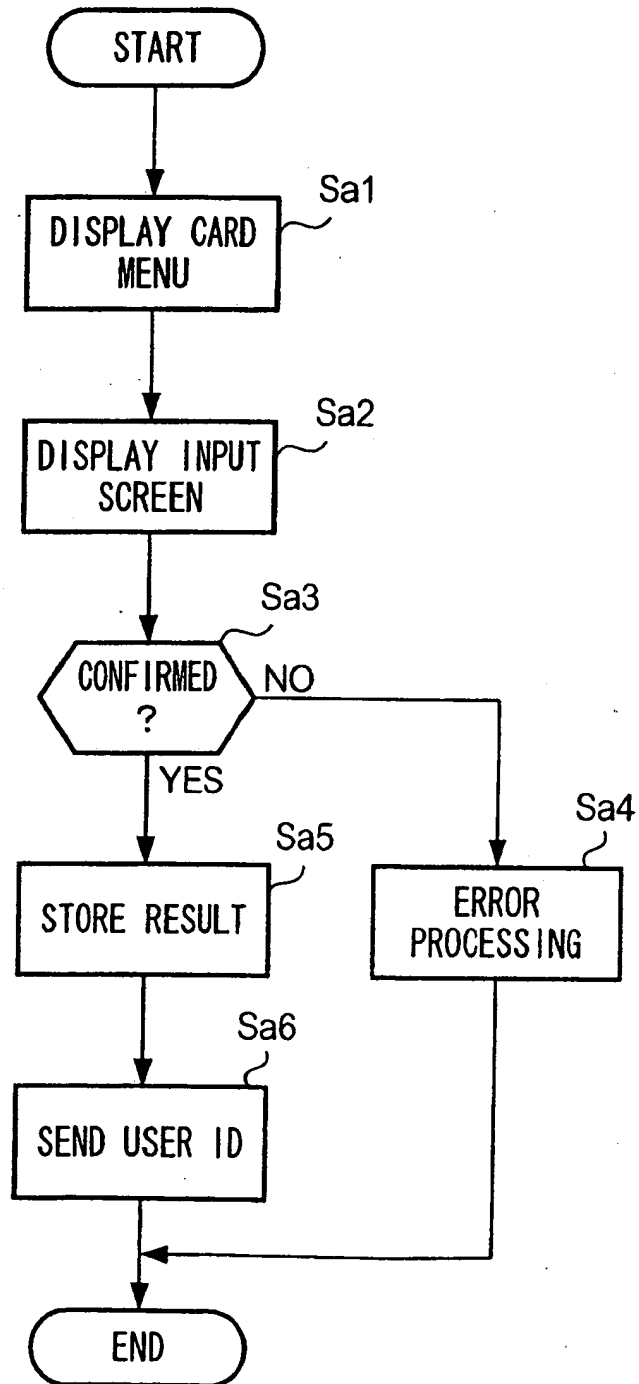 START
Sa1
DISPLAY CARD
MENU
Sa2
DISPLAY INPUT
SCREEN
Sa3
CONFIRMED
?
NO
YES
Sa5
STORE RESULT
Sa4
ERROR
PROCESSING
Sa6
SEND USER ID
END